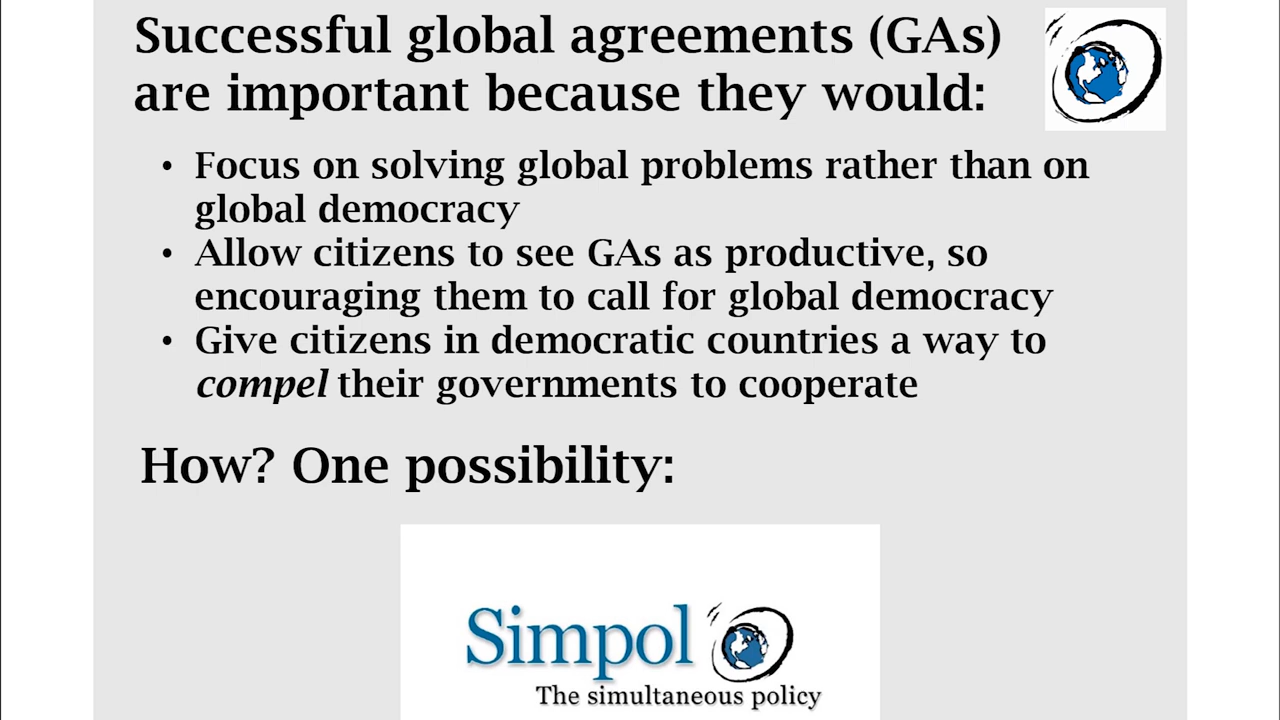 Successful global agreements (GAs)
are important because they would:
• Focus on solving global problems rather than on
global democracy
• Allow citizens to see GAs as productive, so
encouraging them to call for global democracy
• Give citizens in democratic countries a way to
compel their governments to cooperate
How? One possibility:
Simpol
The simultaneous policy